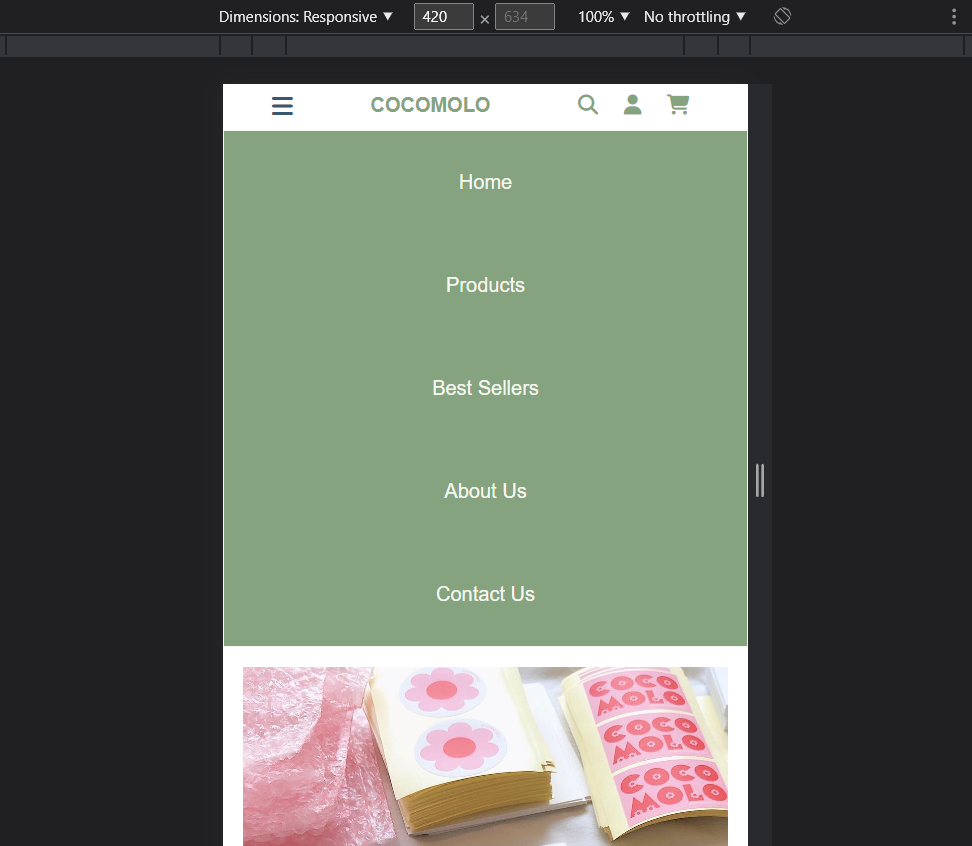 Dimensions: Responsive ▼ 420 × 634 100% ▼ No throttling ▼
COCOMOLO
Home
Products
Best Sellers
About Us
Contact Us
COCO
MOLO
COCO
MOLO
COCO
MOLO